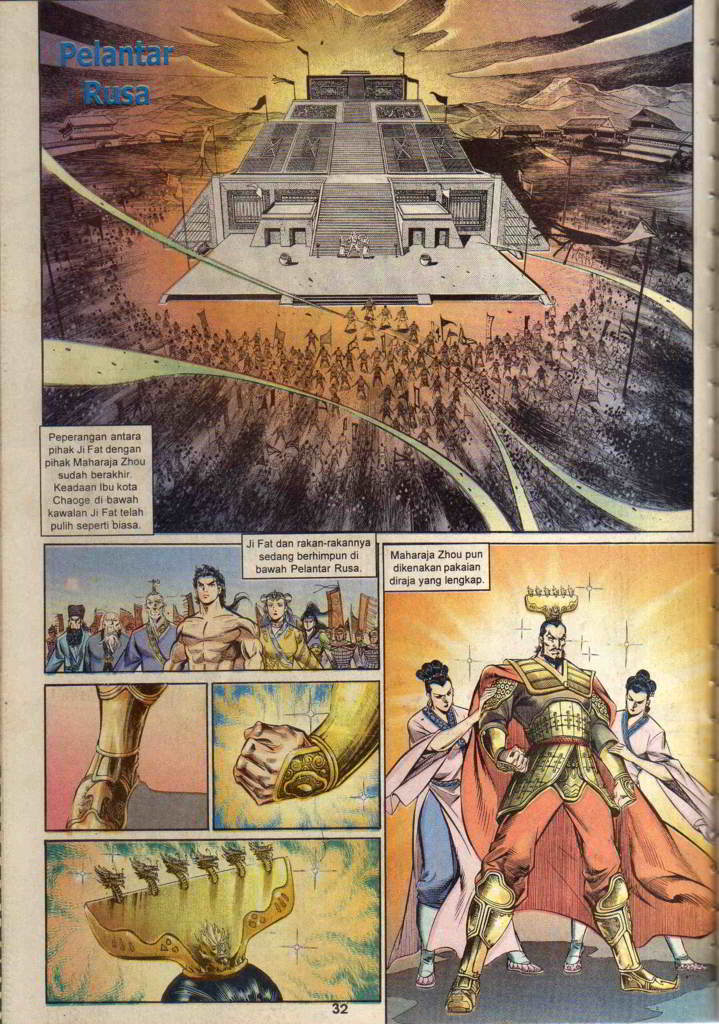 Pelantar
Rusa
Peperangan antara
pihak Ji Fat dengan
pihak Maharaja Zhou
sudah berakhir.
Keadaan Ibu kota
Chaoge di bawah
kawalan Ji Fat telah
pulih seperti biasa.
Ji Fat dan rakan-rakannya
sedang berhimpun di
bawah Pelantar Rusa.
Maharaja Zhou pun
dikenakan pakaian
diraja yang lengkap.
32